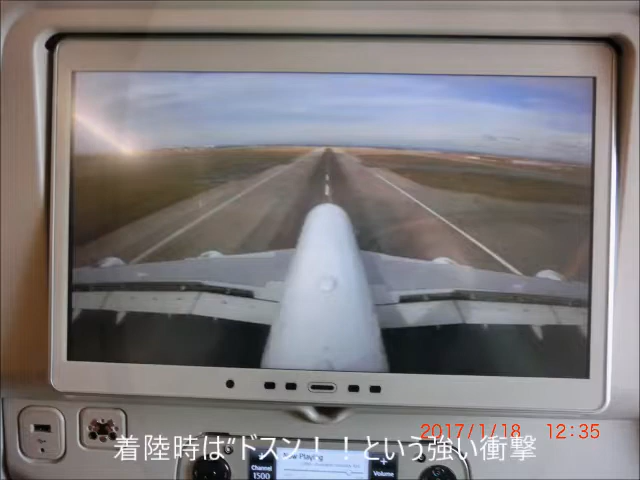 2017/1/18 12:35
着陸時は“ドスン！！という強い衝撃
Playing
Channel
1500
+
Volume